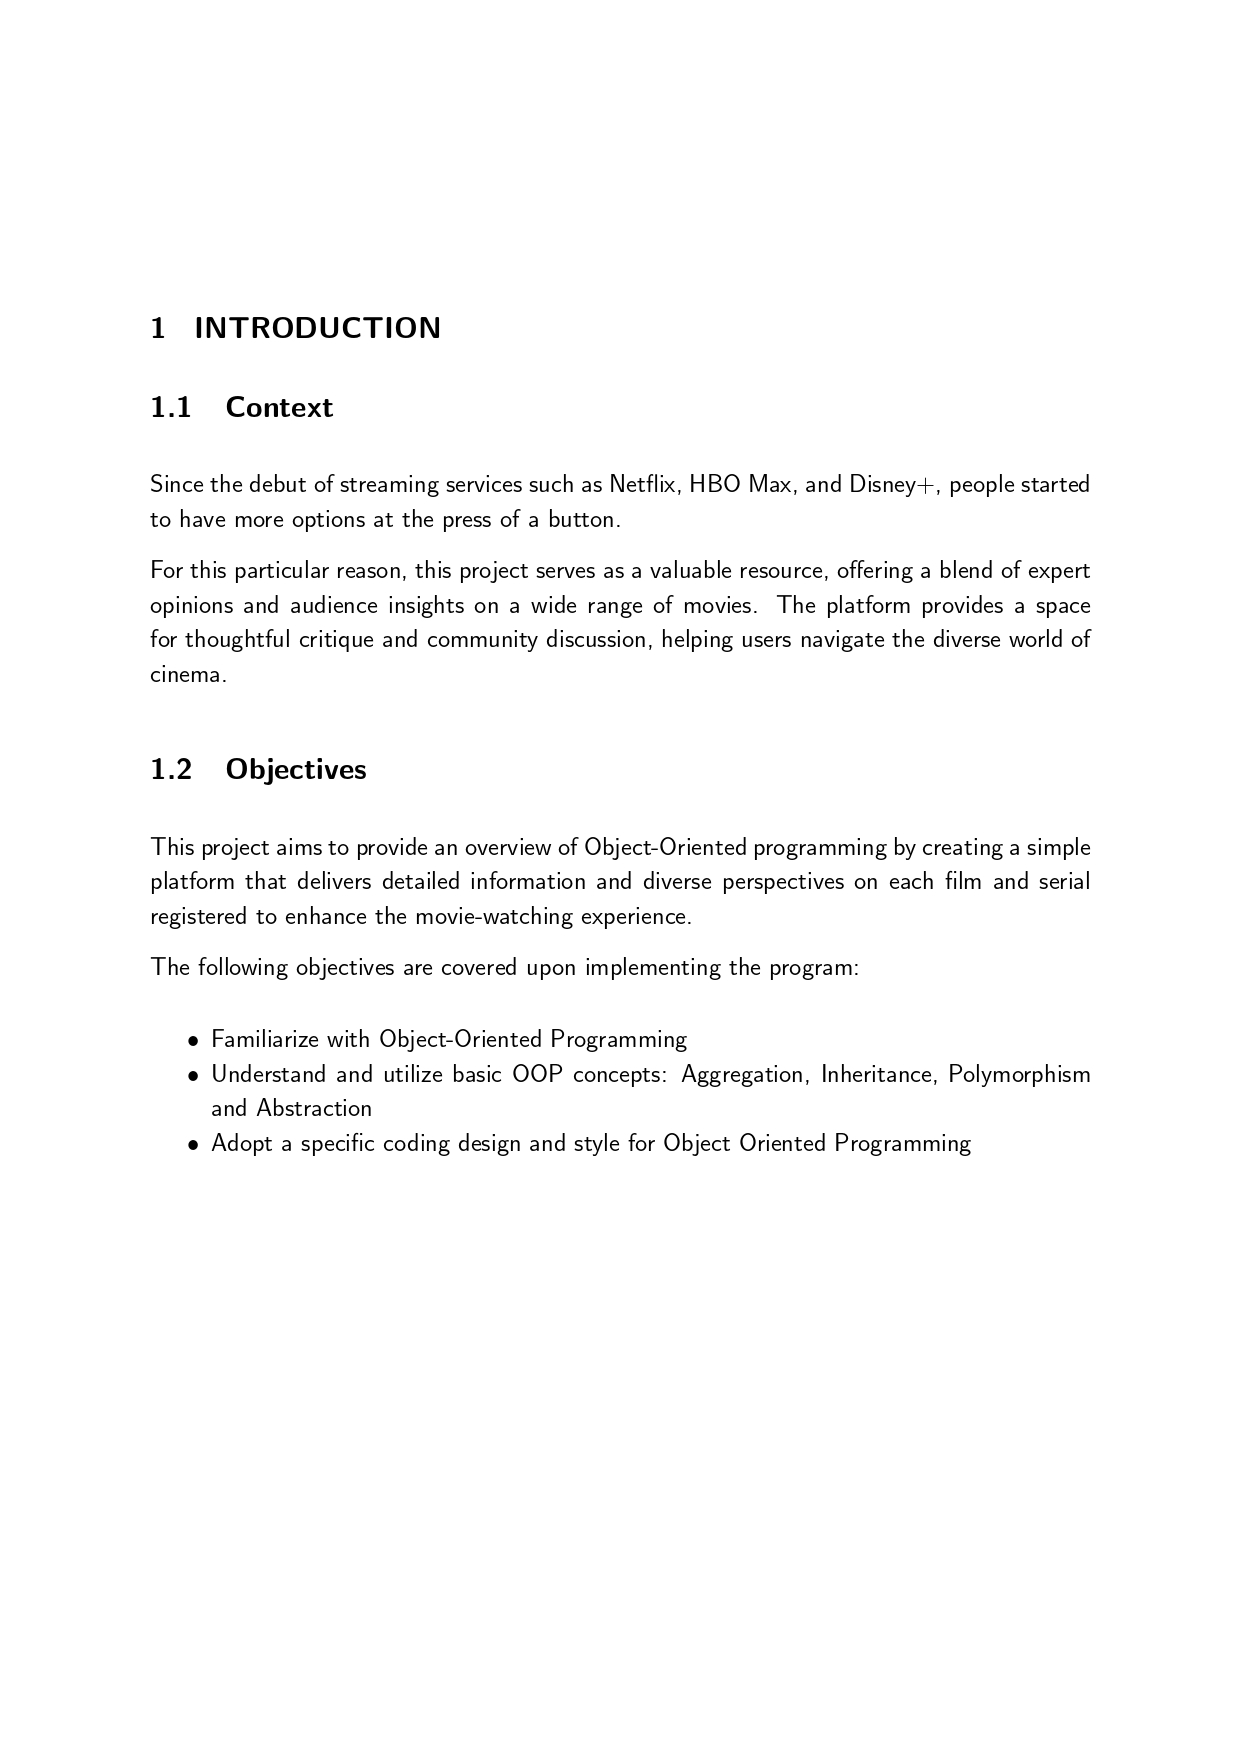 1 INTRODUCTION
1.1 Context
Since the debut of streaming services such as Netflix, HBO Max, and Disney+, people started
to have more options at the press of a button.
For this particular reason, this project serves as a valuable resource, offering a blend of expert
opinions and audience insights on a wide range of movies. The platform provides a space
for thoughtful critique and community discussion, helping users navigate the diverse world of
cinema.
1.2 Objectives
This project aims to provide an overview of Object-Oriented programming by creating a simple
platform that delivers detailed information and diverse perspectives on each film and serial
registered to enhance the movie-watching experience.
The following objectives are covered upon implementing the program:
• Familiarize with Object-Oriented Programming
• Understand and utilize basic OOP concepts: Aggregation, Inheritance, Polymorphism
and Abstraction
• Adopt a specific coding design and style for Object Oriented Programming